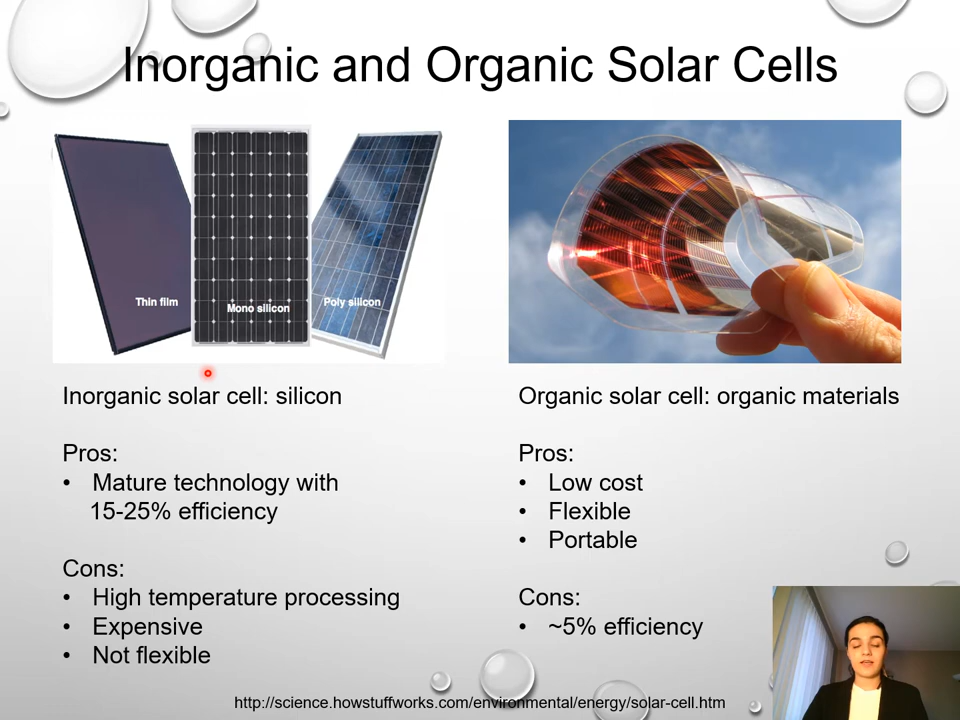 Inorganic and Organic Solar Cells
Thin film
Mono silicon
Poly silicon
Inorganic solar cell: silicon
Pros:
• Mature technology with
15-25% efficiency
Cons:
• High temperature processing
• Expensive
• Not flexible
Organic solar cell: organic materials
Pros:
• Low cost
• Flexible
• Portable
Cons:
• ~5% efficiency
http://science.howstuffworks.com/environmental/energy/solar-cell.htm